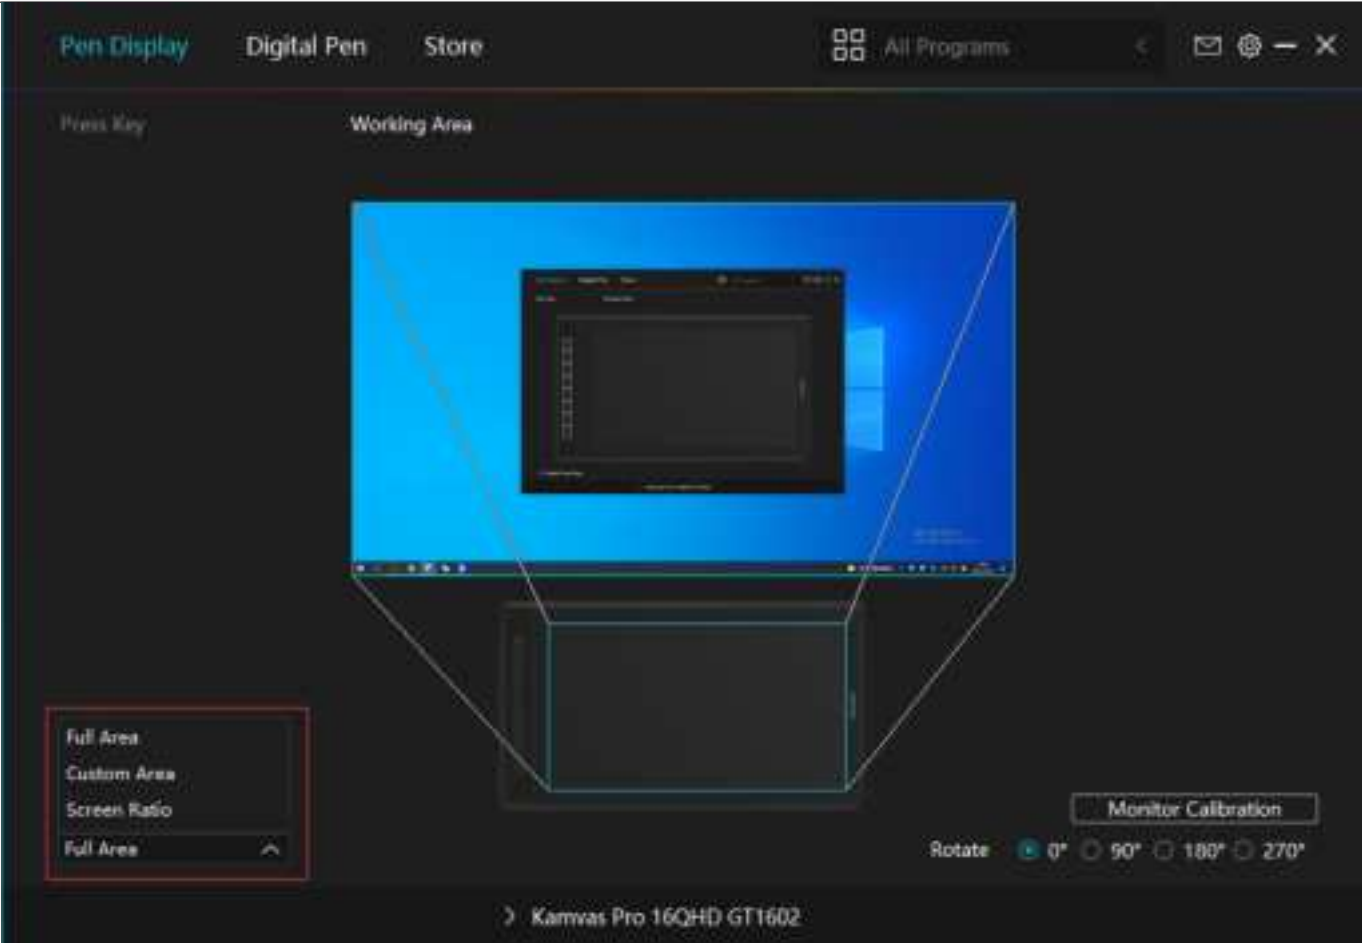 Pen Display Digital Pen Store All Programs
Press Key Working Area
Full Area
Custom Area
Screen Ratio
Full Area
Monitor Calibration
Rotate 0° 90° 180° 270°
Kamvas Pro 16QHD GT1602